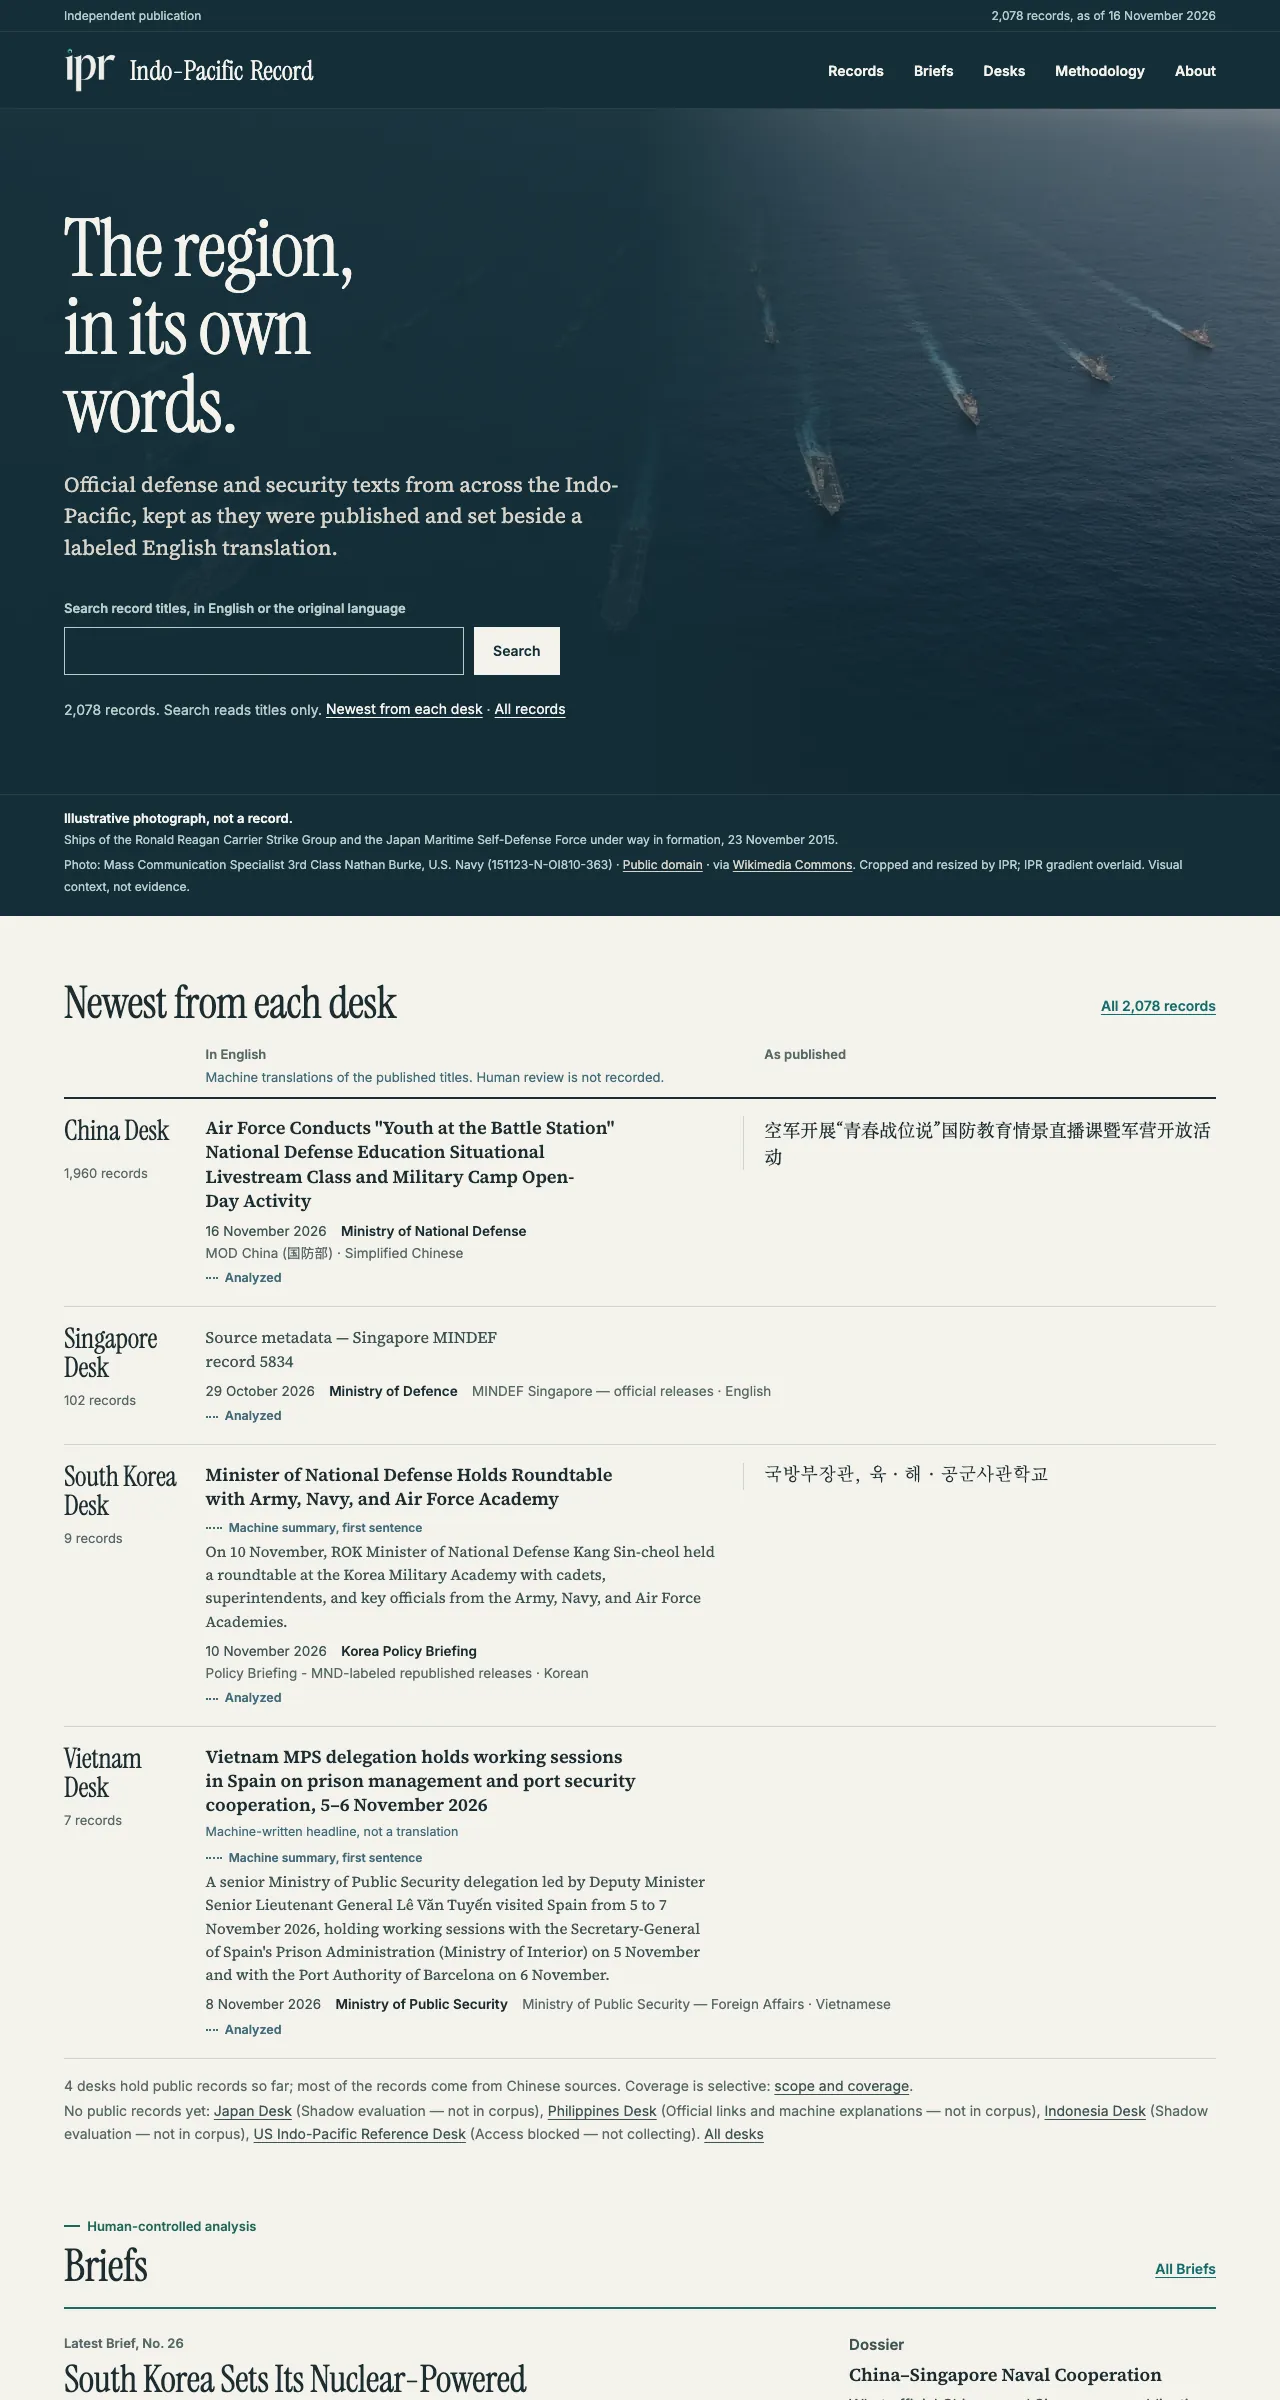 Independent publication
2,078 records, as of 16 November 2026
ipr Indo-Pacific Record
Records Briefs Desks Methodology About
The region,
in its own
words.
Official defense and security texts from across the Indo-
Pacific, kept as they were published and set beside a
labeled English translation.
Search record titles, in English or the original language
Search
2,078 records. Search reads titles only. Newest from each desk · All records
Illustrative photograph, not a record.
Ships of the Ronald Reagan Carrier Strike Group and the Japan Maritime Self-Defense Force under way in formation, 23 November 2015.
Photo: Mass Communication Specialist 3rd Class Nathan Burke, U.S. Navy (151123-N-OI810-363) · Public domain · via Wikimedia Commons. Cropped and resized by IPR; IPR gradient overlaid. Visual
context, not evidence.
Newest from each desk
All 2,078 records
In English
As published
Machine translations of the published titles. Human review is not recorded.
China Desk
1,960 records
Air Force Conducts "Youth at the Battle Station"
National Defense Education Situational
Livestream Class and Military Camp Open-
Day Activity
16 November 2026 Ministry of National Defense
MOD China (国防部) · Simplified Chinese
Analyzed
空军开展“青春战位说”国防教育情景直播课暨军营开放活
动
Singapore
Desk
102 records
Source metadata — Singapore MINDEF
record 5834
29 October 2026 Ministry of Defence MINDEF Singapore — official releases · English
Analyzed
South Korea
Desk
9 records
Minister of National Defense Holds Roundtable
with Army, Navy, and Air Force Academy
Machine summary, first sentence
On 10 November, ROK Minister of National Defense Kang Sin-cheol held
a roundtable at the Korea Military Academy with cadets,
superintendents, and key officials from the Army, Navy, and Air Force
Academies.
10 November 2026 Korea Policy Briefing
Policy Briefing - MND-labeled republished releases · Korean
Analyzed
국방부장관, 육·해·공군사관학교
Vietnam
Desk
7 records
Vietnam MPS delegation holds working sessions
in Spain on prison management and port security
cooperation, 5–6 November 2026
Machine-written headline, not a translation
Machine summary, first sentence
A senior Ministry of Public Security delegation led by Deputy Minister
Senior Lieutenant General Lê Văn Tuyến visited Spain from 5 to 7
November 2026, holding working sessions with the Secretary-General
of Spain's Prison Administration (Ministry of Interior) on 5 November
and with the Port Authority of Barcelona on 6 November.
8 November 2026 Ministry of Public Security Ministry of Public Security — Foreign Affairs · Vietnamese
Analyzed
4 desks hold public records so far; most of the records come from Chinese sources. Coverage is selective: scope and coverage.
No public records yet: Japan Desk (Shadow evaluation — not in corpus), Philippines Desk (Official links and machine explanations — not in corpus), Indonesia Desk (Shadow
evaluation — not in corpus), US Indo-Pacific Reference Desk (Access blocked — not collecting). All desks
Human-controlled analysis
Briefs
All Briefs
Latest Brief, No. 26
South Korea Sets Its Nuclear-Powered
Dossier
China–Singapore Naval Cooperation